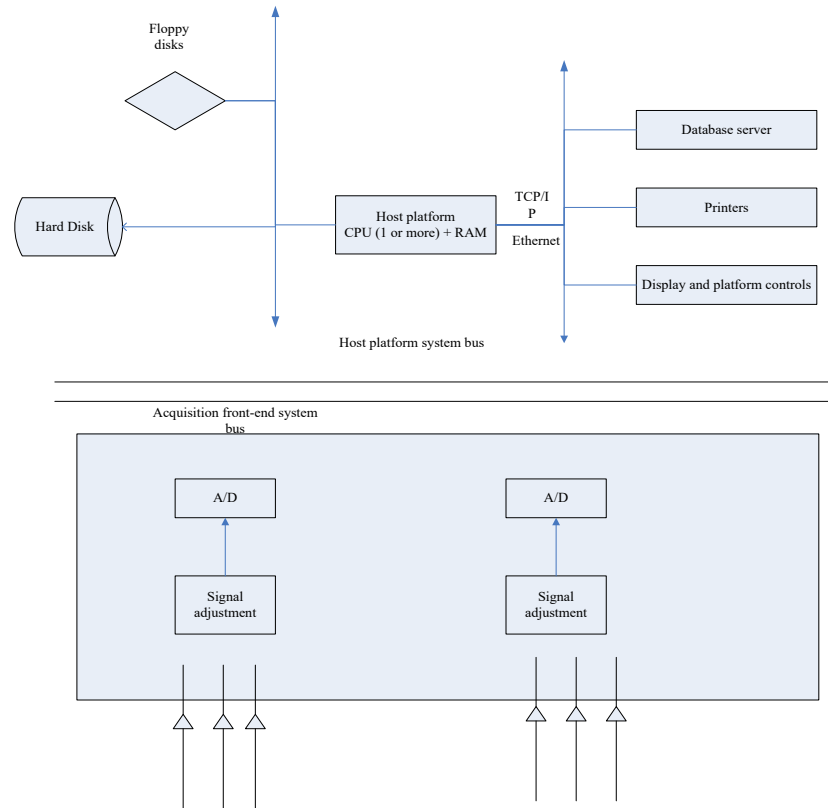 Floppy
disks
Database server
TCP/I
P
Ethernet
Hard Disk
Host platform
CPU (1 or more) + RAM
Printers
Display and platform controls
Host platform system bus
Acquisition front-end system
bus
A/D
A/D
Signal
adjustment
Signal
adjustment